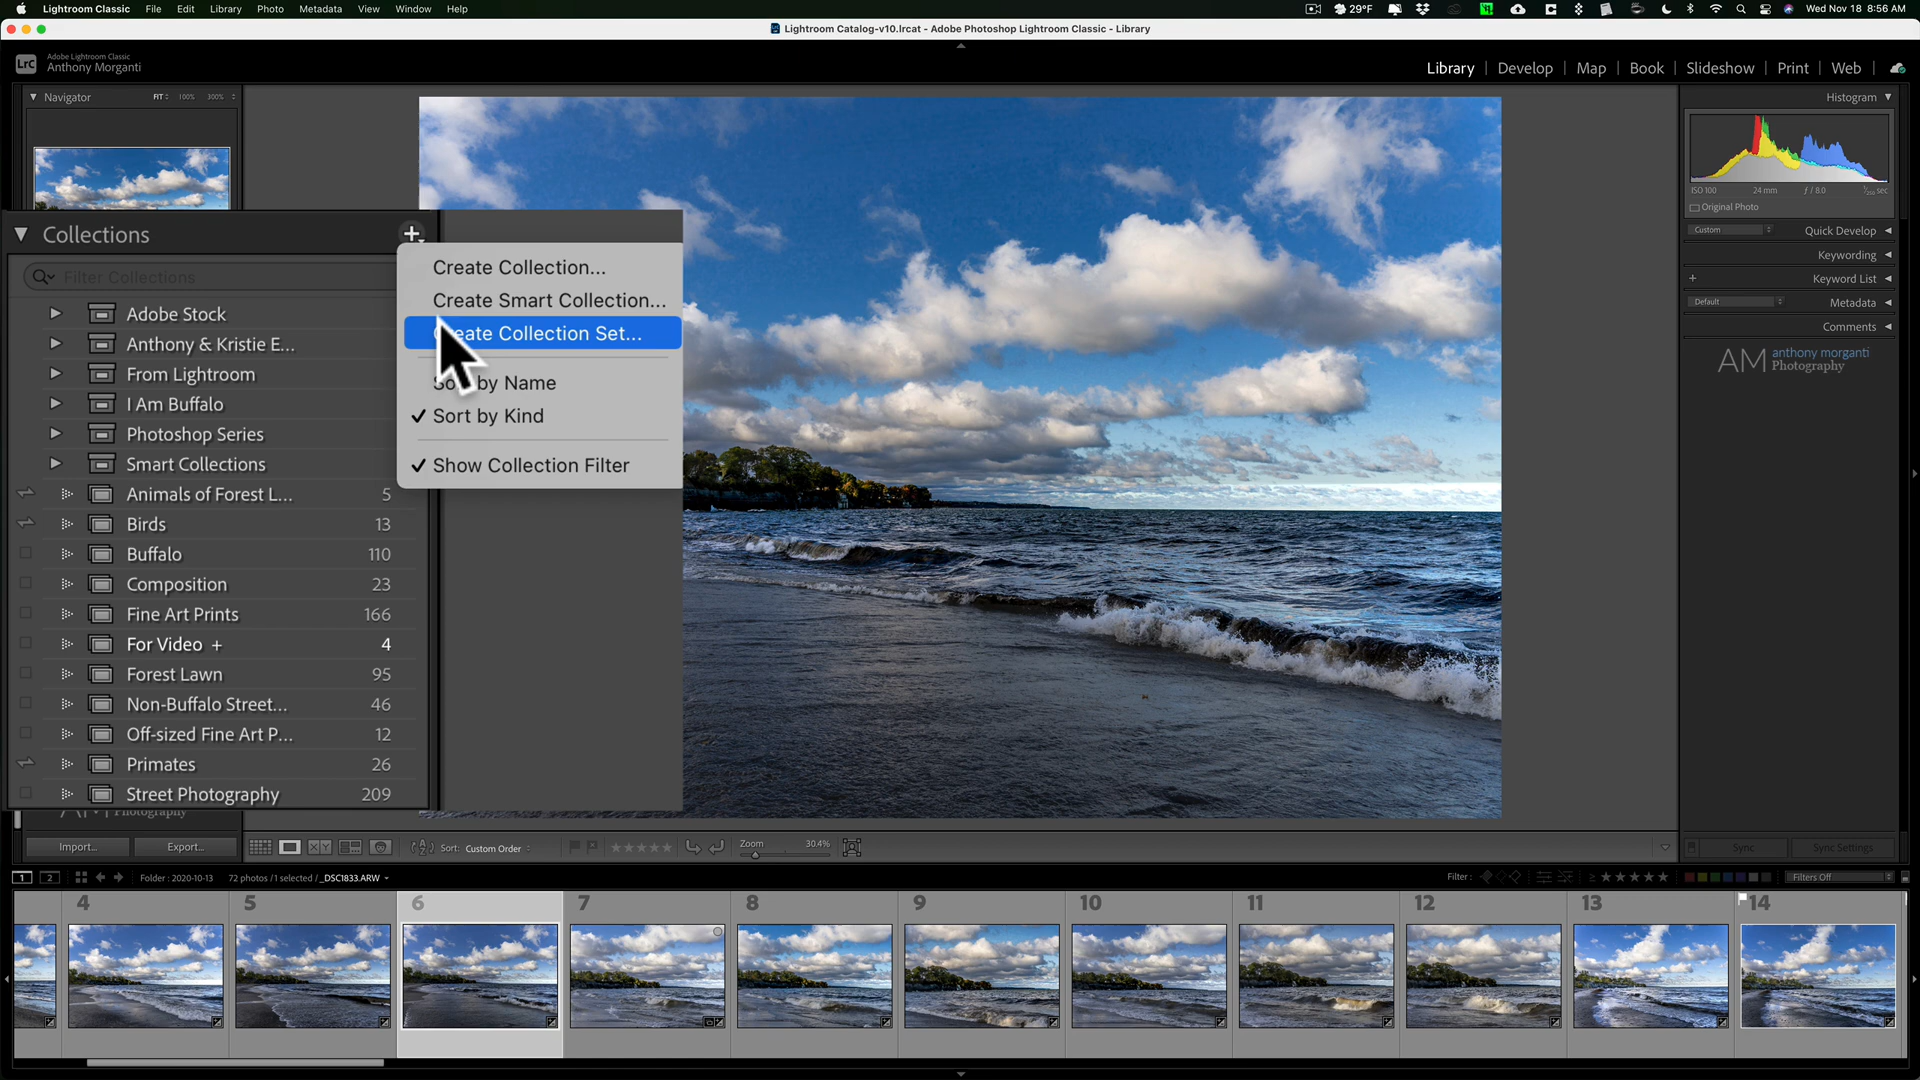 Lightroom Classic File Edit Library Photo Metadata View Window Help
29°F Wed Nov 18 8:56 AM
Lightroom Catalog-v10.lrcat - Adobe Photoshop Lightroom Classic - Library
LrC
Adobe Lightroom Classic
Anthony Morganti
Library | Develop | Map | Book | Slideshow | Print | Web
Navigator FIT 100% 300%
Histogram
ISO 100 24 mm ƒ / 8.0
Original Photo
Custom Quick Develop
Keywording
+ Keyword List
Default Metadata
Comments
AM anthony morganti
Photography
Collections +
Filter Collections
Create Collection...
Create Smart Collection...
eate Collection Set...
by Name
Sort by Kind
Show Collection Filter
Adobe Stock
Anthony & Kristie E...
From Lightroom
I Am Buffalo
Photoshop Series
Smart Collections
Animals of Forest L... 5
Birds 13
Buffalo 110
Composition 23
Fine Art Prints 166
For Video + 4
Forest Lawn 95
Non-Buffalo Street... 46
Off-sized Fine Art P... 12
Primates 26
Street Photography 209
Photography
Import... Export...
XY Sort: Custom Order Zoom 30.4%
Sync Sync Settings
1 2 Folder : 2020-10-13 72 photos / 1 selected / _DSC1833.ARW
Filter : Filters Off
4 5 6 7 8 9 10 11 12 13 14